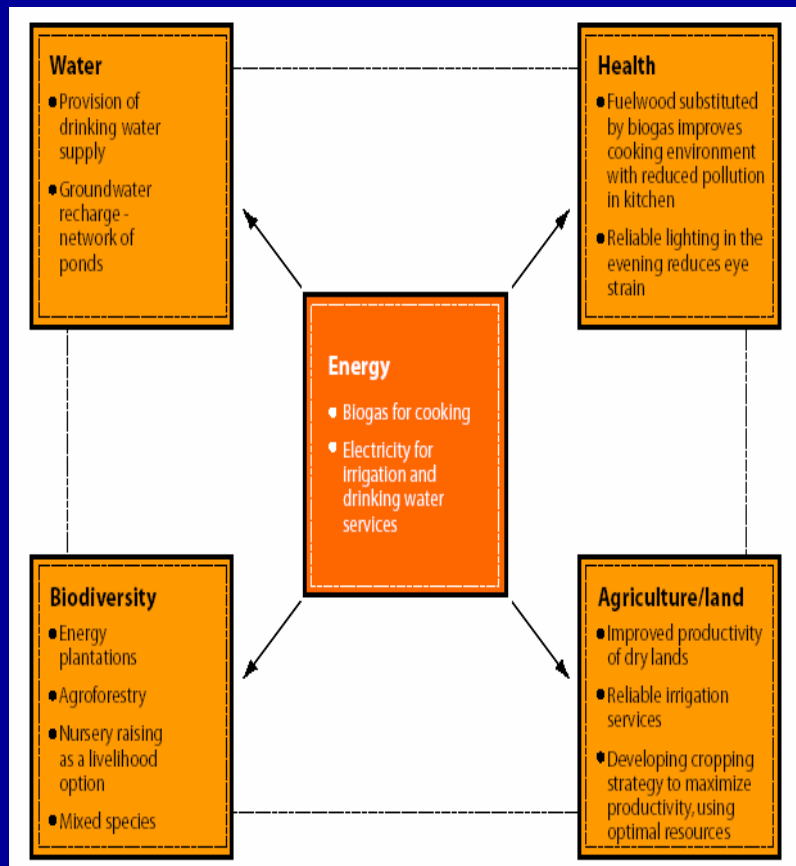 Water
• Provision of
drinking water
supply
• Groundwater
recharge -
network of
ponds
Health
• Fuelwood substituted
by biogas improves
cooking environment
with reduced pollution
in kitchen
• Reliable lighting in the
evening reduces eye
strain
Energy
• Biogas for cooking
• Electricity for
irrigation and
drinking water
services
Biodiversity
• Energy
plantations
• Agroforestry
• Nursery raising
as a livelihood
option
• Mixed species
Agriculture/land
• Improved productivity
of dry lands
• Reliable irrigation
services
• Developing cropping
strategy to maximize
productivity, using
optimal resources